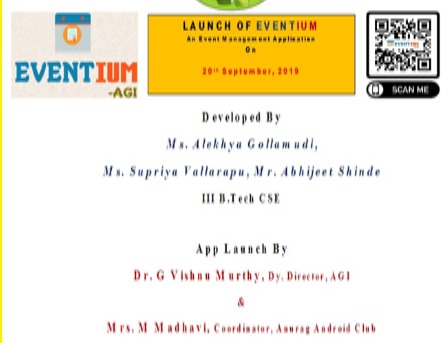 EVENTIUM
-AGI
LAUNCH OF EVENTIUM
An Event Management Application
On
20th September, 2019
SCAN ME
Developed By
Ms. Alekhya Gollamudi,
Ms. Supriya Vallarapu, Mr. Abhijeet Shinde
III B.Tech CSE
App Launch By
Dr. G Vishnu Murthy, Dy. Director, AGI
&
Mrs. M Madhavi, Coordinator, Anurag Android Club